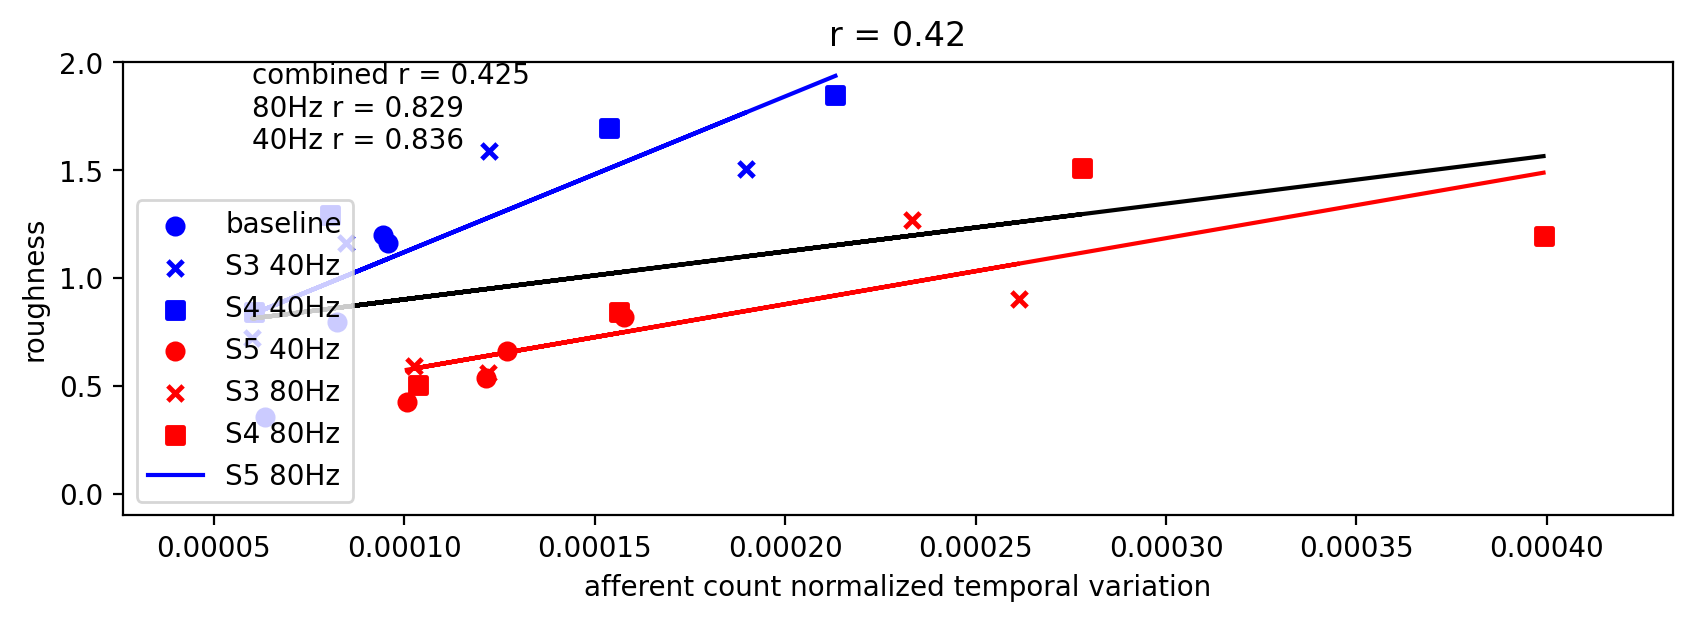 r = 0.42
combined r = 0.425
80Hz r = 0.829
40Hz r = 0.836
2.0
1.5
1.0
0.5
0.0
roughness
baseline
S3 40Hz
S4 40Hz
S5 40Hz
S3 80Hz
S4 80Hz
S5 80Hz
0.00005 0.00010 0.00015 0.00020 0.00025 0.00030 0.00035 0.00040
afferent count normalized temporal variation